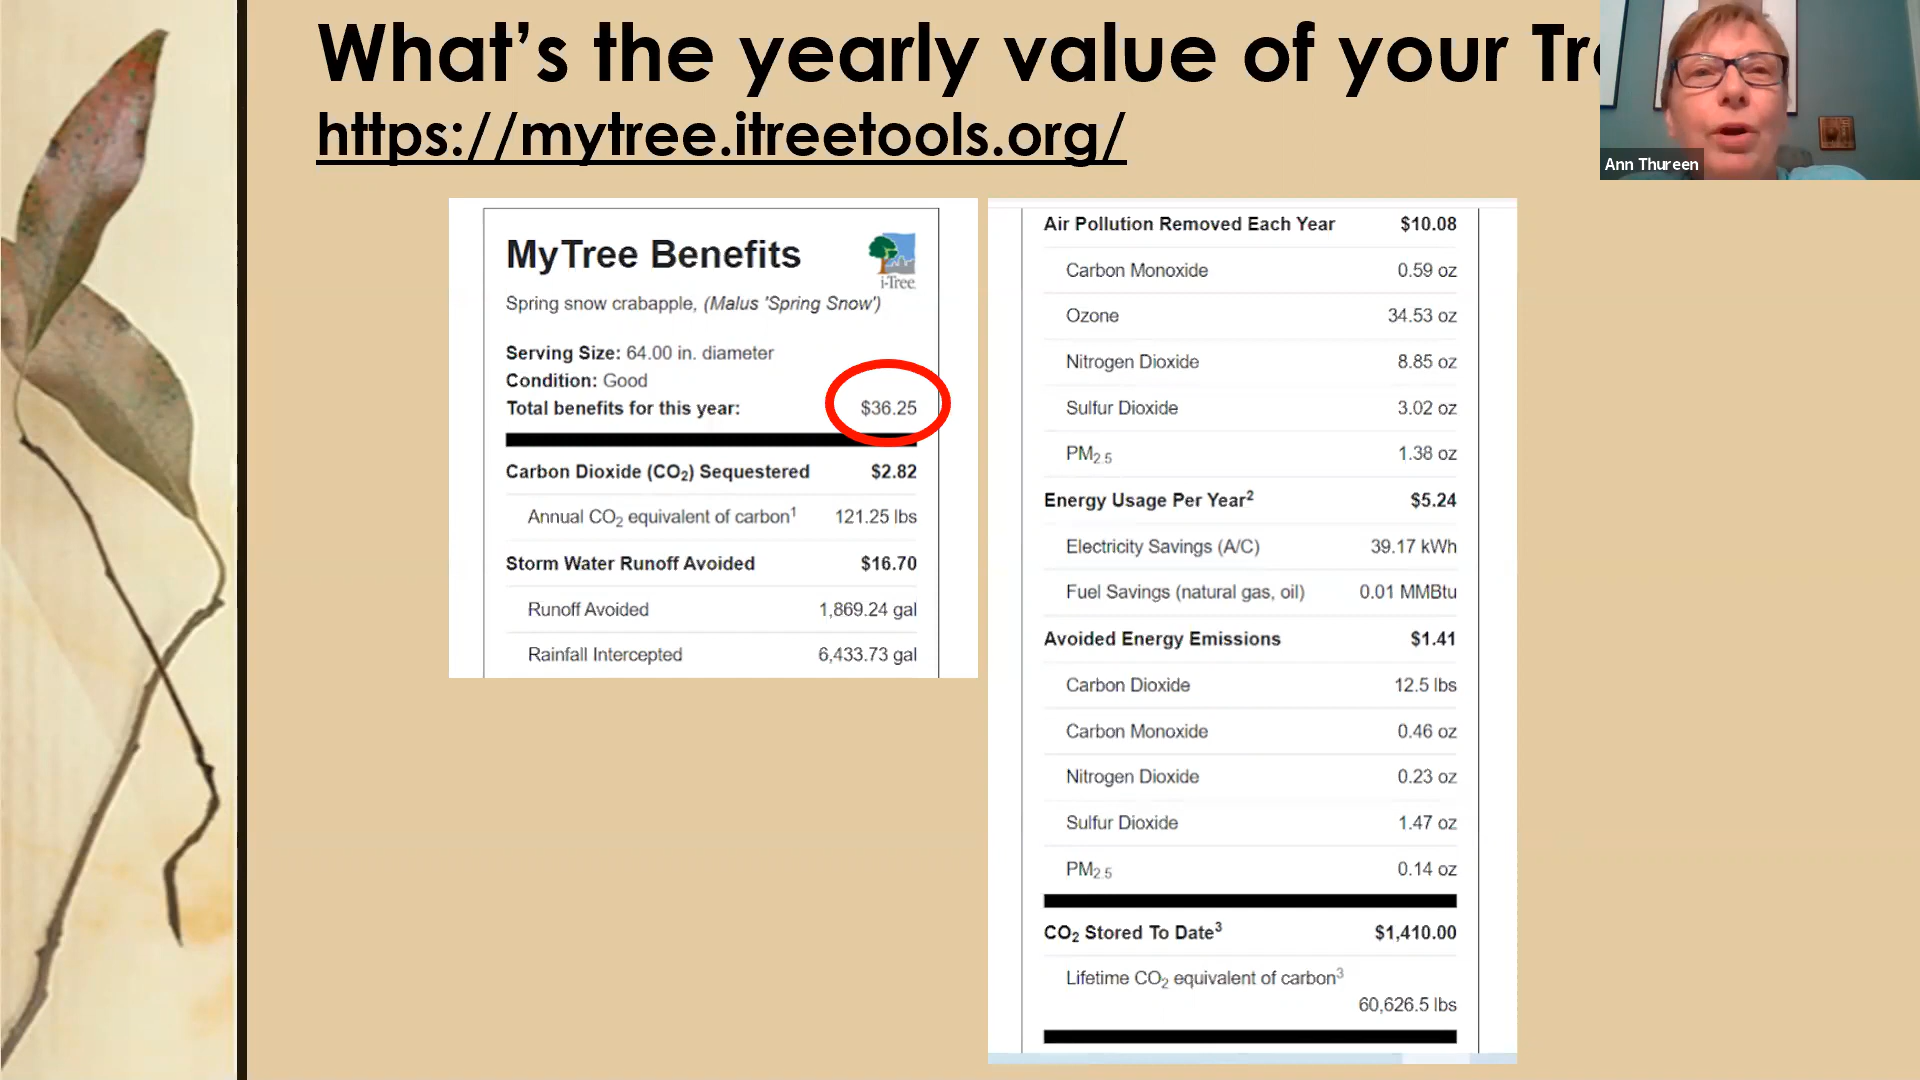 What's the yearly value of your Tr
https://mytree.itreetools.org/
Ann Thureen
MyTree Benefits
i-Tree
Spring snow crabapple, (Malus 'Spring Snow')
Serving Size: 64.00 in. diameter
Condition: Good
Total benefits for this year: $36.25
Carbon Dioxide (CO₂) Sequestered $2.82
Annual CO₂ equivalent of carbon¹ 121.25 lbs
Storm Water Runoff Avoided $16.70
Runoff Avoided 1,869.24 gal
Rainfall Intercepted 6,433.73 gal
Air Pollution Removed Each Year $10.08
Carbon Monoxide 0.59 oz
Ozone 34.53 oz
Nitrogen Dioxide 8.85 oz
Sulfur Dioxide 3.02 oz
PM₂.₅ 1.38 oz
Energy Usage Per Year² $5.24
Electricity Savings (A/C) 39.17 kWh
Fuel Savings (natural gas, oil) 0.01 MMBtu
Avoided Energy Emissions $1.41
Carbon Dioxide 12.5 lbs
Carbon Monoxide 0.46 oz
Nitrogen Dioxide 0.23 oz
Sulfur Dioxide 1.47 oz
PM₂.₅ 0.14 oz
CO₂ Stored To Date³ $1,410.00
Lifetime CO₂ equivalent of carbon³
60,626.5 lbs